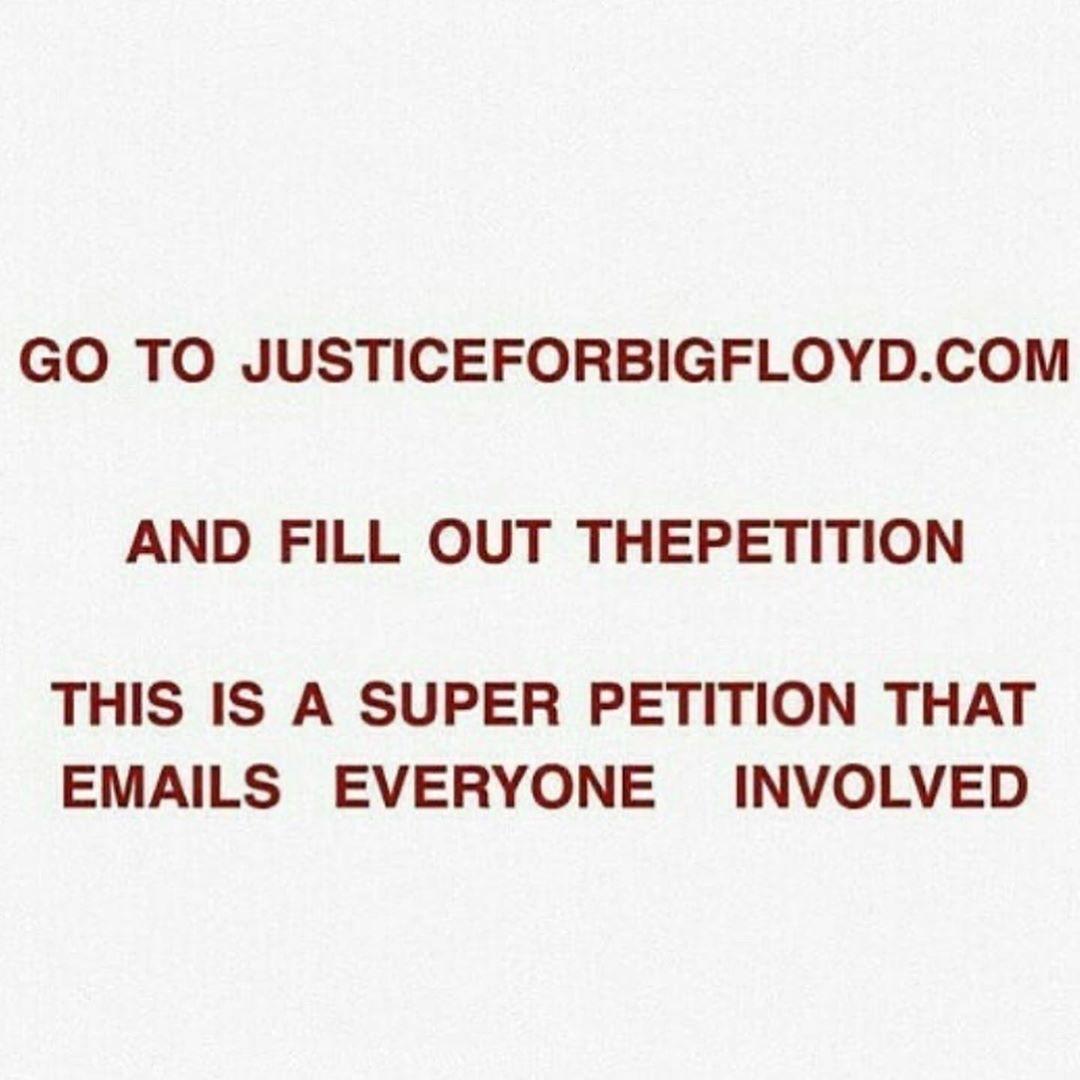 GO TO JUSTICEFORBIGFLOYD.COM
AND FILL OUT THEPETITION
THIS IS A SUPER PETITION THAT
EMAILS EVERYONE INVOLVED